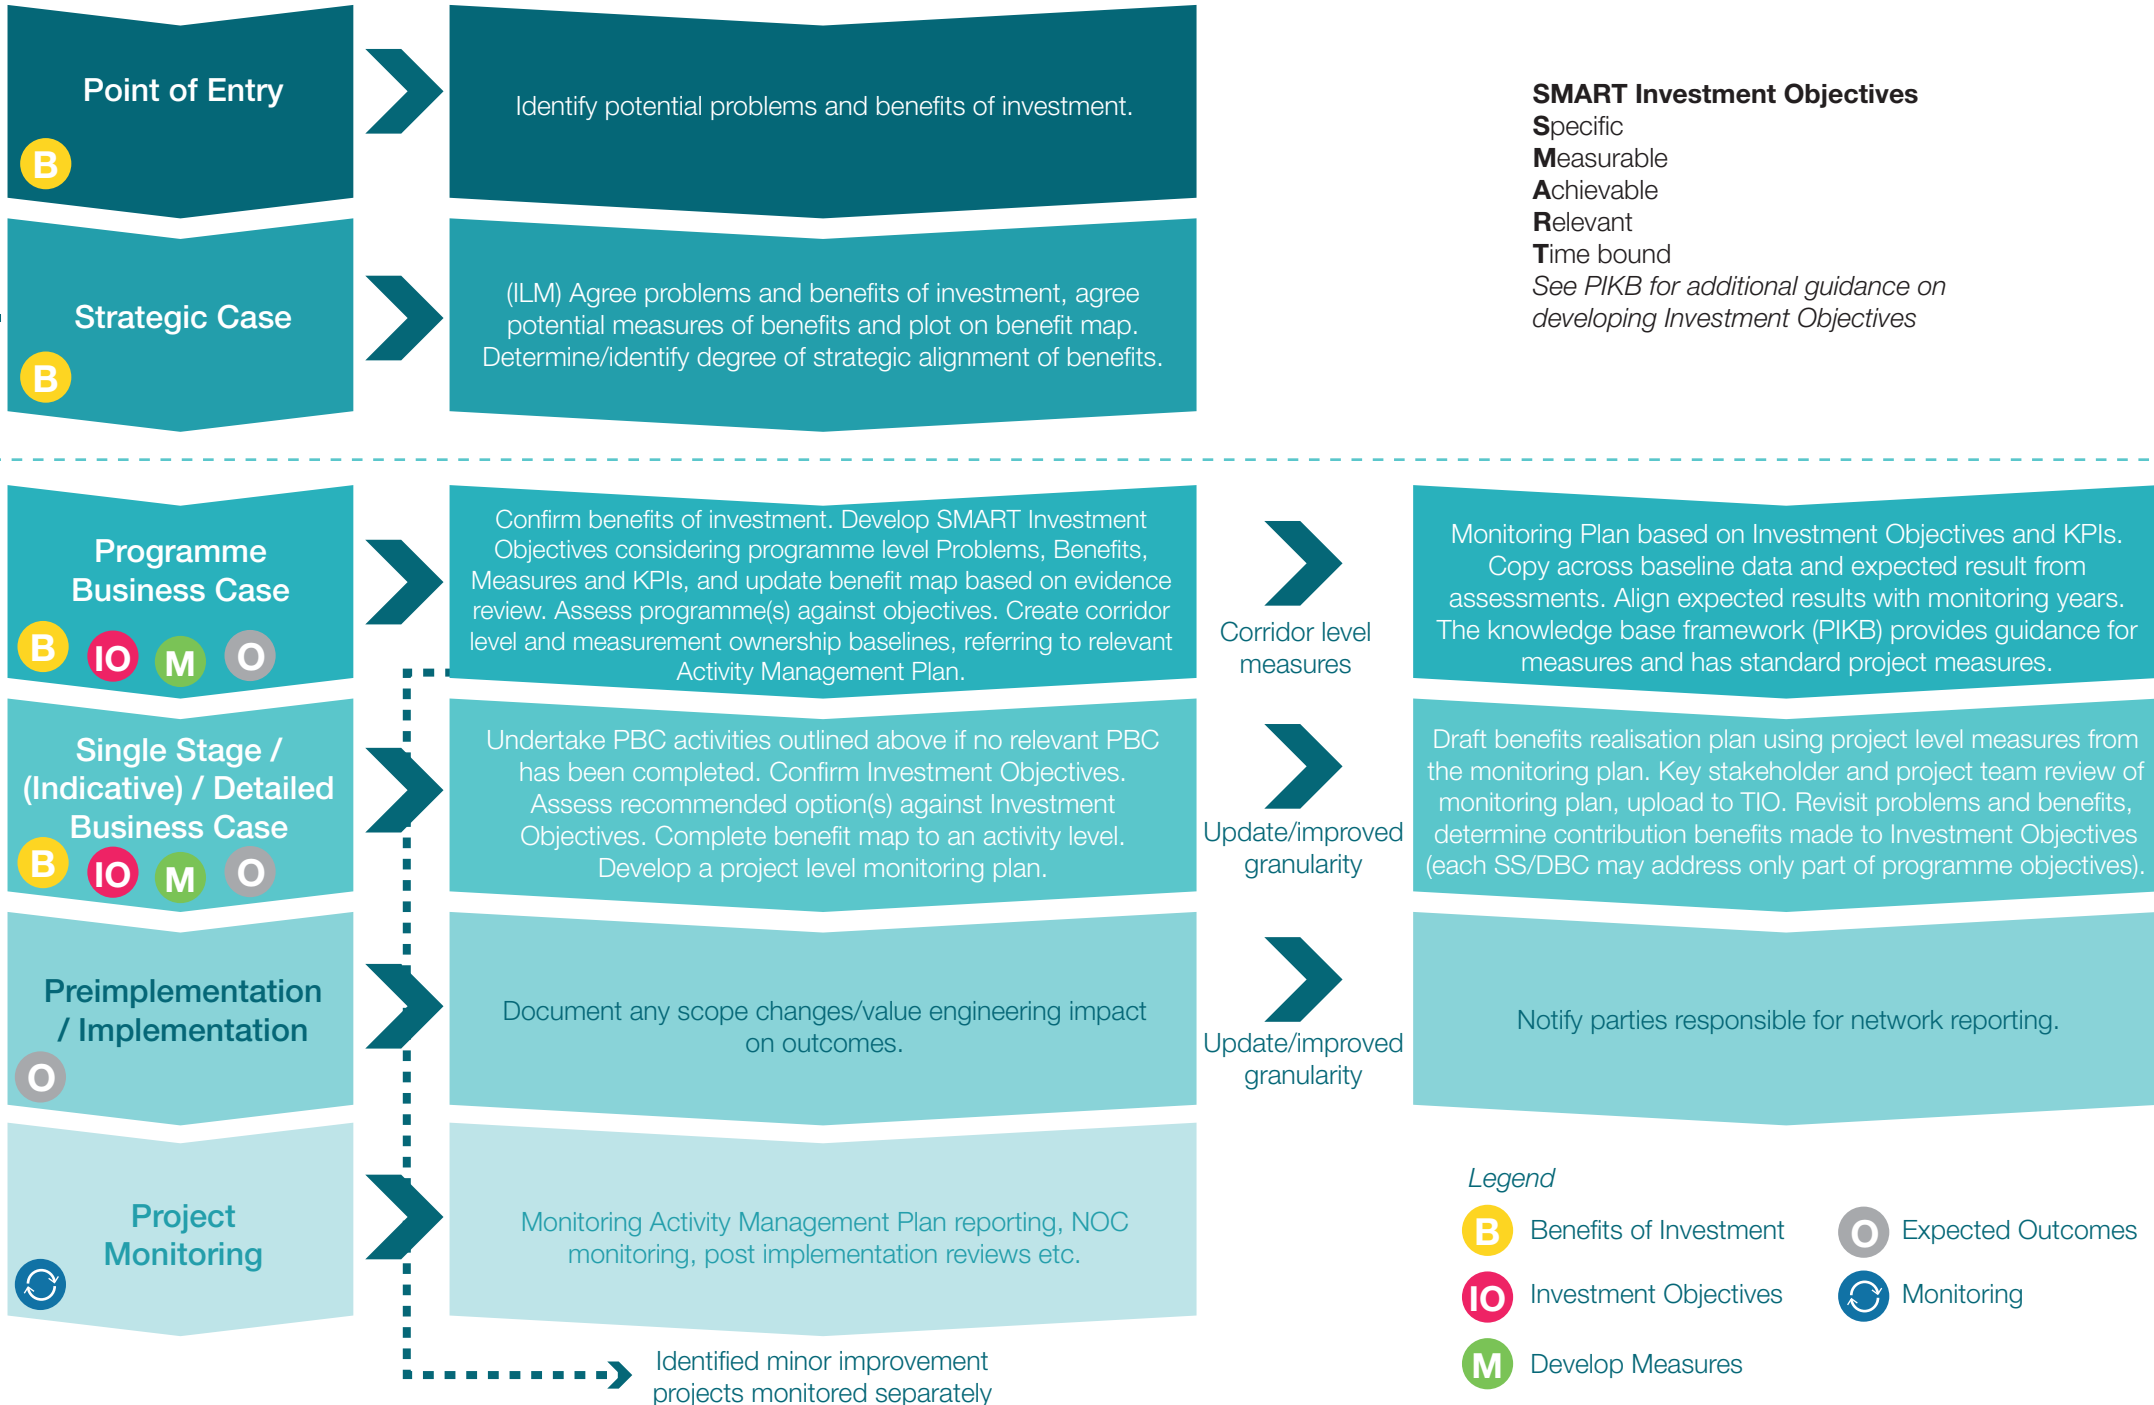 Point of Entry
B
Identify potential problems and benefits of investment.
SMART Investment Objectives
Specific
Measurable
Achievable
Relevant
Time bound
See PIKB for additional guidance on
developing Investment Objectives
Strategic Case
B
(ILM) Agree problems and benefits of investment, agree
potential measures of benefits and plot on benefit map.
Determine/identify degree of strategic alignment of benefits.
Programme
Business Case
B IO M O
Confirm benefits of investment. Develop SMART Investment
Objectives considering programme level Problems, Benefits,
Measures and KPIs, and update benefit map based on evidence
review. Assess programme(s) against objectives. Create corridor
level and measurement ownership baselines, referring to relevant
Activity Management Plan.
Corridor level
measures
Monitoring Plan based on Investment Objectives and KPIs.
Copy across baseline data and expected result from
assessments. Align expected results with monitoring years.
The knowledge base framework (PIKB) provides guidance for
measures and has standard project measures.
Single Stage /
(Indicative) / Detailed
Business Case
B IO M O
Undertake PBC activities outlined above if no relevant PBC
has been completed. Confirm Investment Objectives.
Assess recommended option(s) against Investment
Objectives. Complete benefit map to an activity level.
Develop a project level monitoring plan.
Update/improved
granularity
Draft benefits realisation plan using project level measures from
the monitoring plan. Key stakeholder and project team review of
monitoring plan, upload to TIO. Revisit problems and benefits,
determine contribution benefits made to Investment Objectives
(each SS/DBC may address only part of programme objectives).
Preimplementation
/ Implementation
O
Document any scope changes/value engineering impact
on outcomes.
Update/improved
granularity
Notify parties responsible for network reporting.
Project
Monitoring
Monitoring Activity Management Plan reporting, NOC
monitoring, post implementation reviews etc.
Identified minor improvement
projects monitored separately
Legend
B Benefits of Investment
O Expected Outcomes
IO Investment Objectives
Monitoring
M Develop Measures